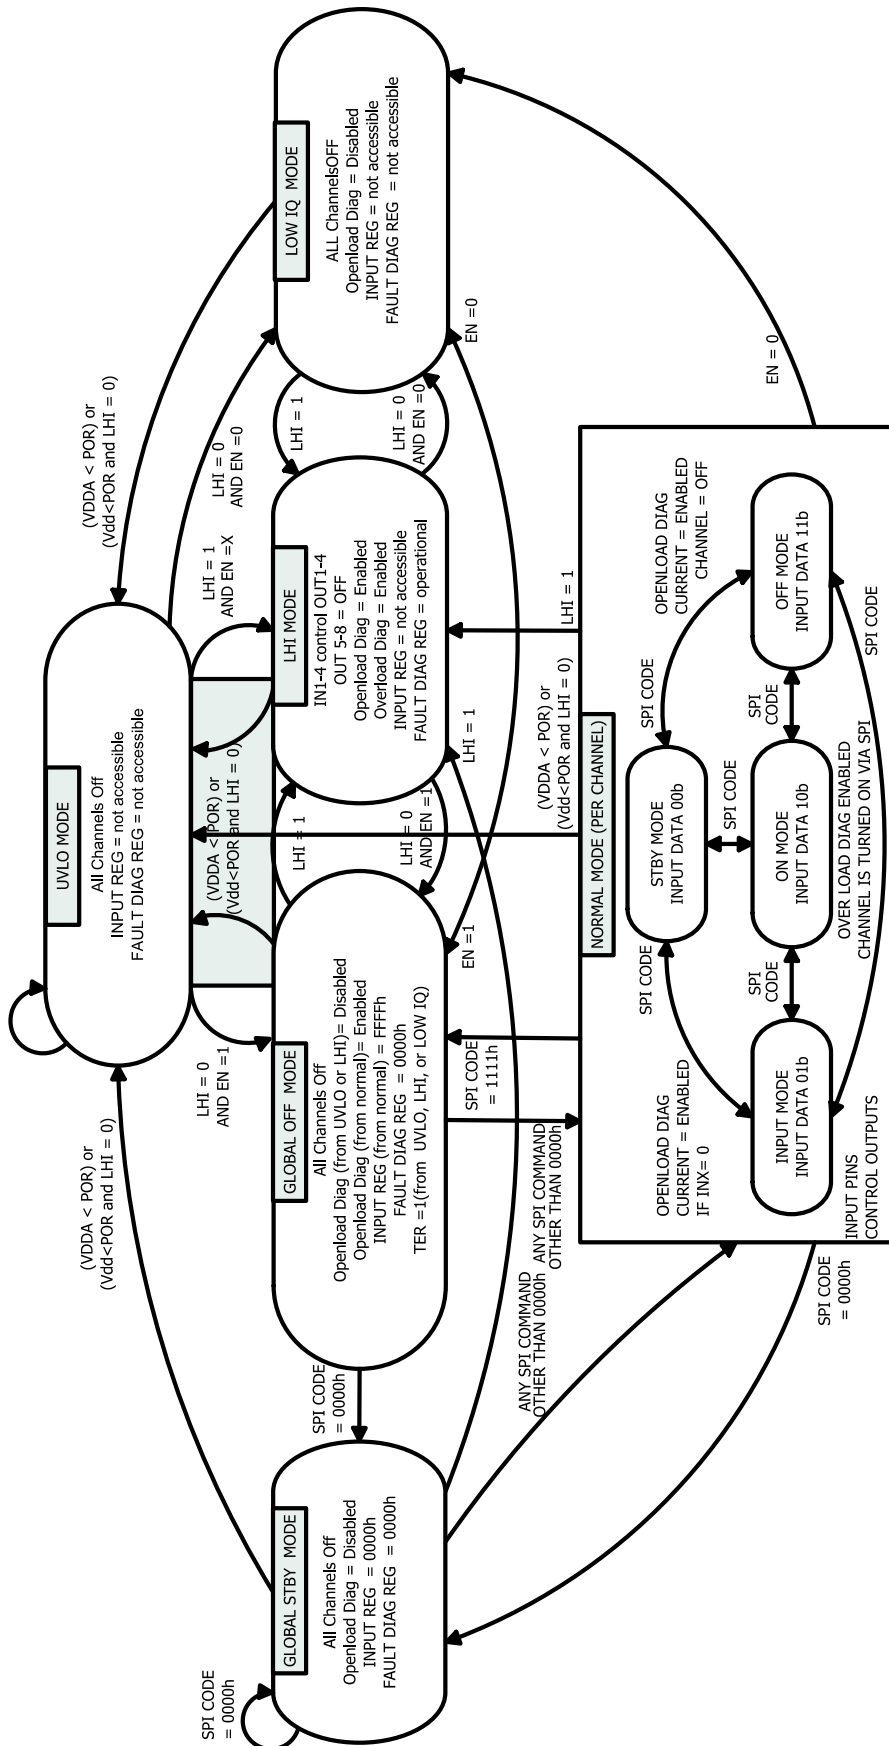 UVLO MODE
All Channels Off
INPUT REG = not accessible
FAULT DIAG REG = not accessible
(VDDA < POR) or
(Vdd<POR and LHI = 0)
(VDDA < POR) or
(Vdd<POR and LHI = 0)
SPI CODE
= 0000h
LHI = 0
AND EN =1
(VDDA < POR) or
(Vdd<POR and LHI = 0)
LHI = 1
AND EN =X
LHI = 0
AND EN =0
GLOBAL STBY MODE
All Channels Off
Openload Diag = Disabled
INPUT REG = 0000h
FAULT DIAG REG = 0000h
SPI CODE
= 0000h
GLOBAL OFF MODE
All Channels Off
Openload Diag (from UVLO or LHI)= Disabled
Openload Diag (from normal)= Enabled
INPUT REG (from normal) = FFFFh
FAULT DIAG REG = 0000h
TER =1(from UVLO, LHI, or LOW IQ)
LHI = 1
LHI = 0
AND EN =1
LHI MODE
IN1-4 control OUT1-4
OUT 5-8 = OFF
Openload Diag = Enabled
Overload Diag = Enabled
INPUT REG = not accessible
FAULT DIAG REG = operational
LHI = 1
LHI = 0
AND EN =0
LOW IQ MODE
ALL ChannelsOFF
Openload Diag = Disabled
INPUT REG = not accessible
FAULT DIAG REG = not accessible
EN =1
LHI = 1
EN =0
SPI CODE
= 1111h
ANY SPI COMMAND
OTHER THAN 0000h
ANY SPI COMMAND
OTHER THAN 0000h
(VDDA < POR) or
(Vdd<POR and LHI = 0)
LHI = 1
EN = 0
NORMAL MODE (PER CHANNEL)
STBY MODE
INPUT DATA 00b
SPI CODE
SPI CODE
SPI CODE
OPENLOAD DIAG
CURRENT = ENABLED
IF INX= 0
OPENLOAD DIAG
CURRENT = ENABLED
CHANNEL = OFF
INPUT MODE
INPUT DATA 01b
SPI
CODE
ON MODE
INPUT DATA 10b
SPI
CODE
OFF MODE
INPUT DATA 11b
INPUT PINS
CONTROL OUTPUTS
OVER LOAD DIAG ENABLED
CHANNEL IS TURNED ON VIA SPI
SPI CODE
SPI CODE
= 0000h